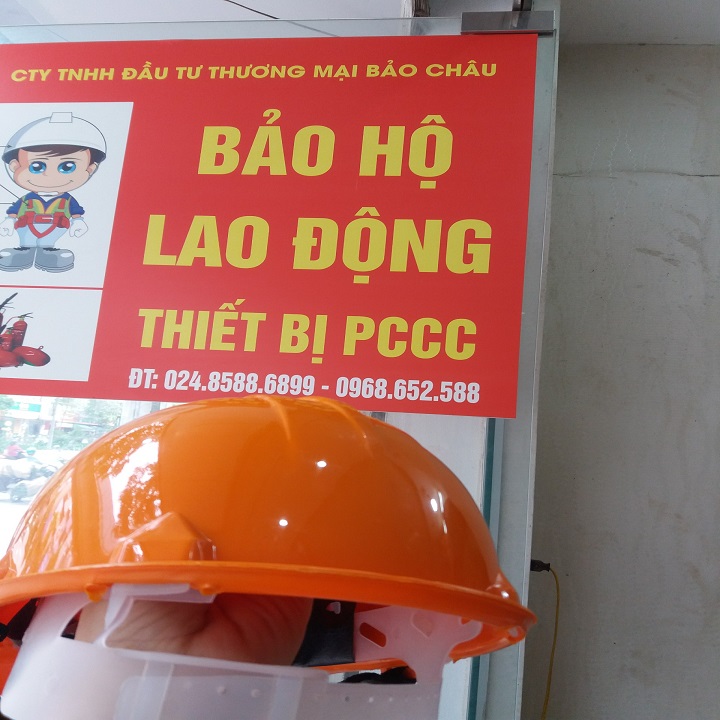 CTY TNHH ĐẦU TƯ THƯƠNG MẠI BẢO CHÂU
BẢO HỘ
LAO ĐỘNG
THIẾT BỊ PCCC
ĐT: 024.8588.6899 - 0968.652.588